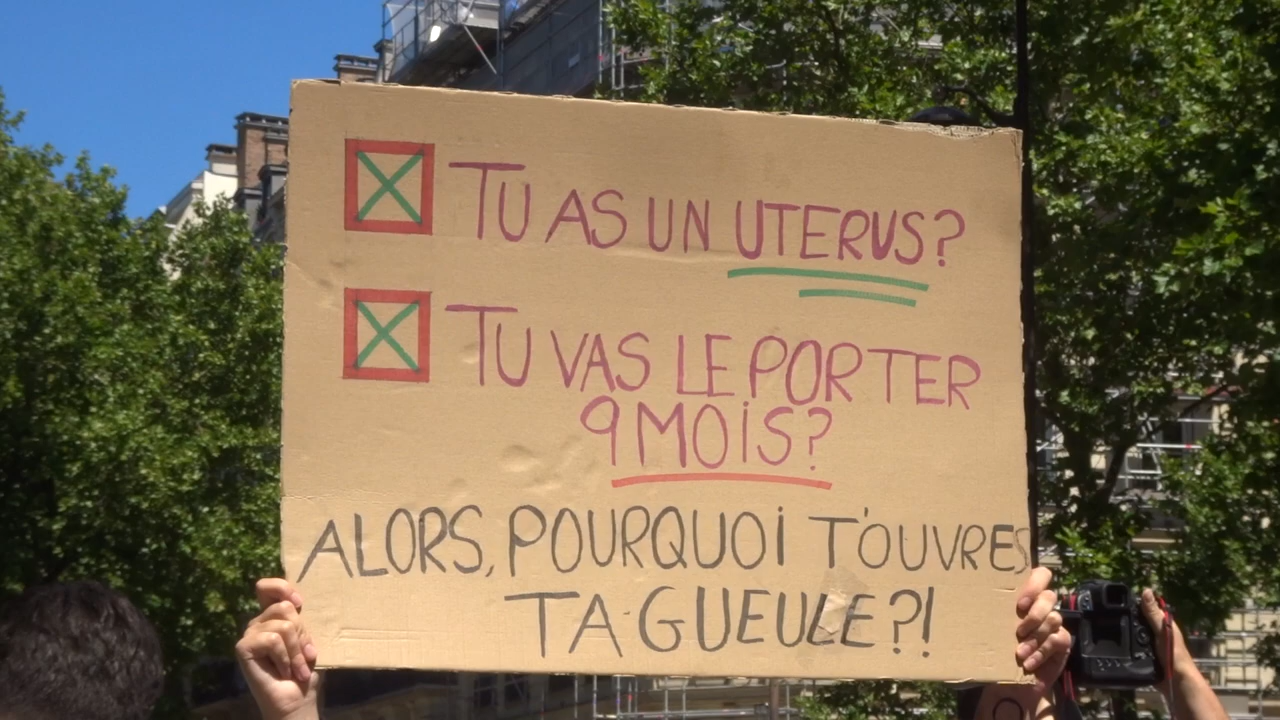 TU AS UN UTERUS?
TU VAS LE PORTER
9 MOIS?
ALORS, POURQUOI T'OUVRES
TA GUEULE?!